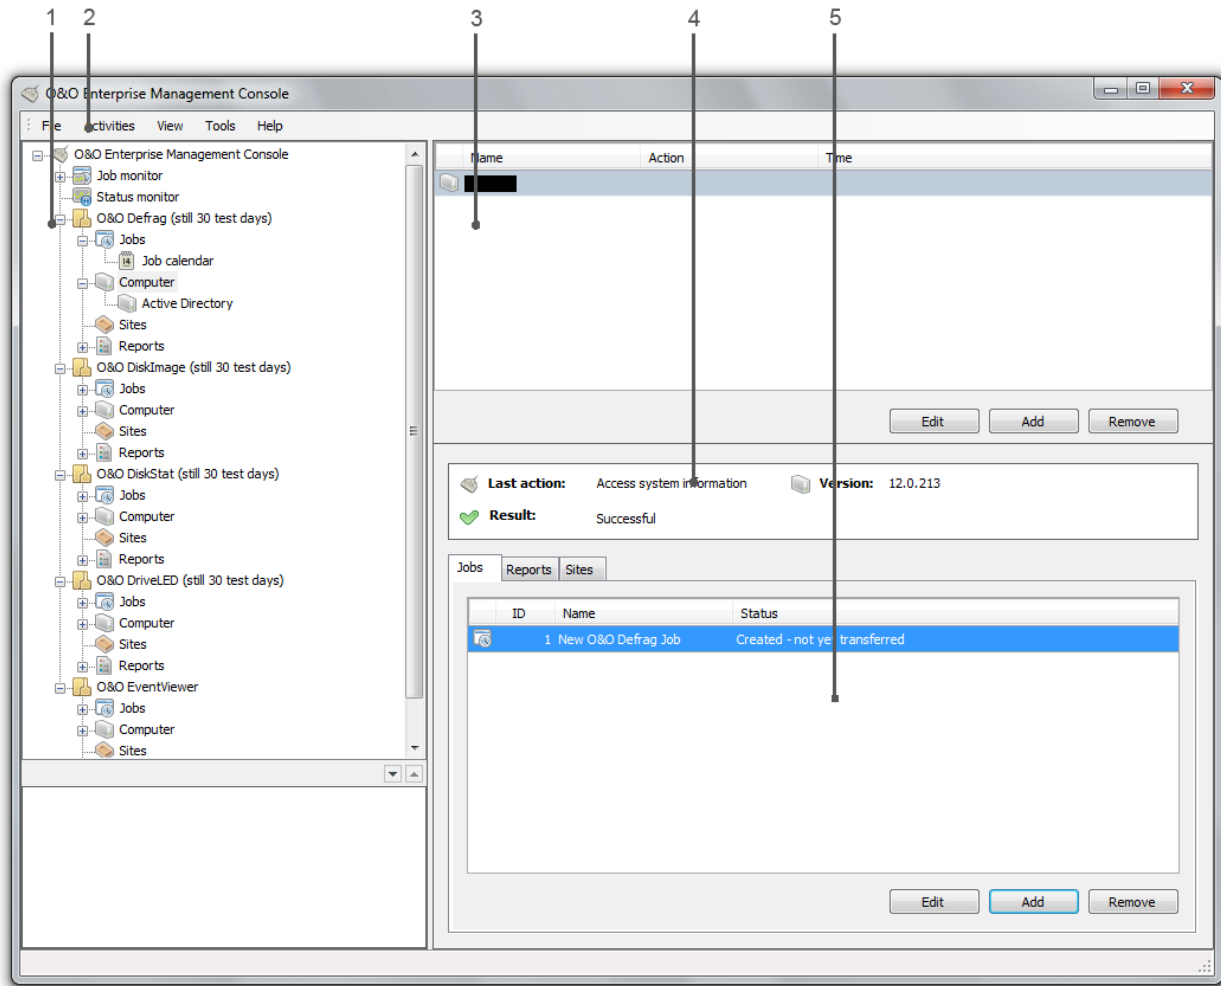 1 2 3 4 5
O&O Enterprise Management Console
File Activities View Tools Help
O&O Enterprise Management Console
Job monitor
Status monitor
O&O Defrag (still 30 test days)
Jobs
14 Job calendar
Computer
Active Directory
Sites
Reports
O&O DiskImage (still 30 test days)
Jobs
Computer
Sites
Reports
O&O DiskStat (still 30 test days)
Jobs
Computer
Sites
Reports
O&O DriveLED (still 30 test days)
Jobs
Computer
Sites
Reports
O&O EventViewer
Jobs
Computer
Sites
Name Action Time
Edit Add Remove
Last action: Access system information Version: 12.0.213
Result: Successful
Jobs Reports Sites
ID Name Status
1 New O&O Defrag Job Created - not yet transferred
Edit Add Remove